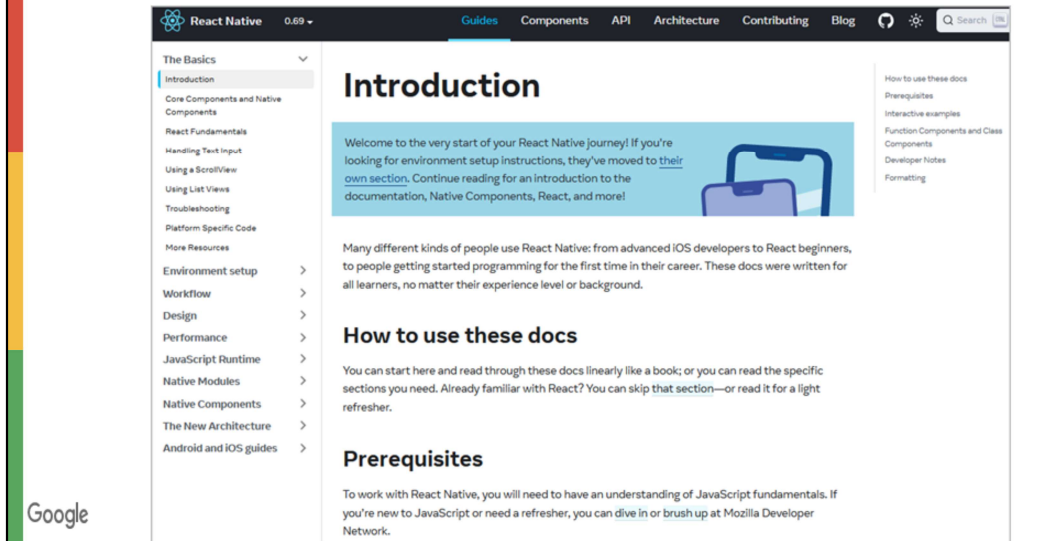 React Native 0.69 Guides Components API Architecture Contributing Blog Search
The Basics
Introduction
Core Components and Native
Components
React Fundamentals
Handling Text Input
Using a ScrollView
Using List Views
Troubleshooting
Platform Specific Code
More Resources
Environment setup
Workflow
Design
Performance
JavaScript Runtime
Native Modules
Native Components
The New Architecture
Android and iOS guides
Introduction
Welcome to the very start of your React Native journey! If you're
looking for environment setup instructions, they've moved to their
own section. Continue reading for an introduction to the
documentation, Native Components, React, and more!
Many different kinds of people use React Native: from advanced iOS developers to React beginners,
to people getting started programming for the first time in their career. These docs were written for
all learners, no matter their experience level or background.
How to use these docs
You can start here and read through these docs linearly like a book; or you can read the specific
sections you need. Already familiar with React? You can skip that section—or read it for a light
refresher.
Prerequisites
To work with React Native, you will need to have an understanding of JavaScript fundamentals. If
you're new to JavaScript or need a refresher, you can dive in or brush up at Mozilla Developer
Network.
How to use these docs
Prerequisites
Interactive examples
Function Components and Class
Components
Developer Notes
Formatting
Google